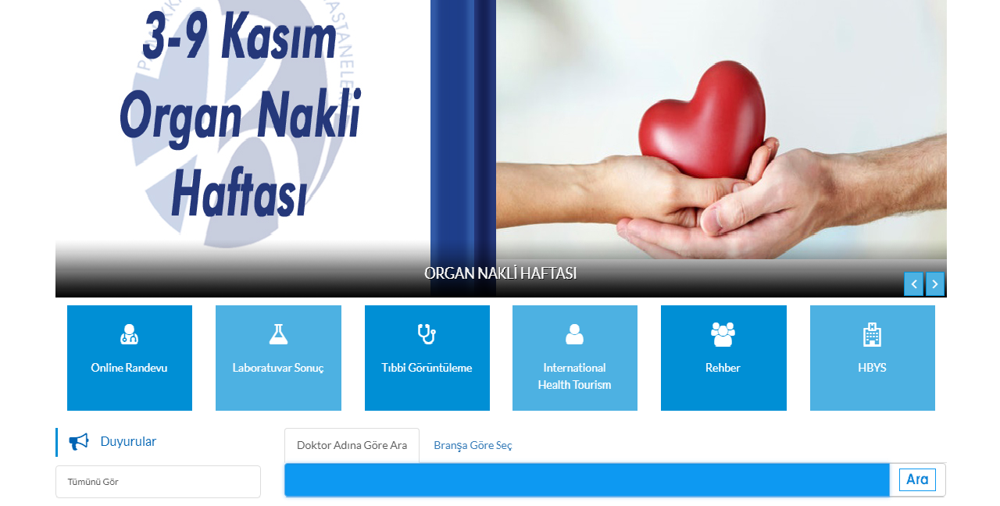 3-9 Kasım
Organ Nakli
Haftası
ORGAN NAKLİ HAFTASI
Online Randevu
Laboratuvar Sonuç
Tıbbi Görüntüleme
International
Health Tourism
Rehber
HBYS
Duyurular
Doktor Adına Göre Ara
Branşa Göre Seç
Tümünü Gör
Ara